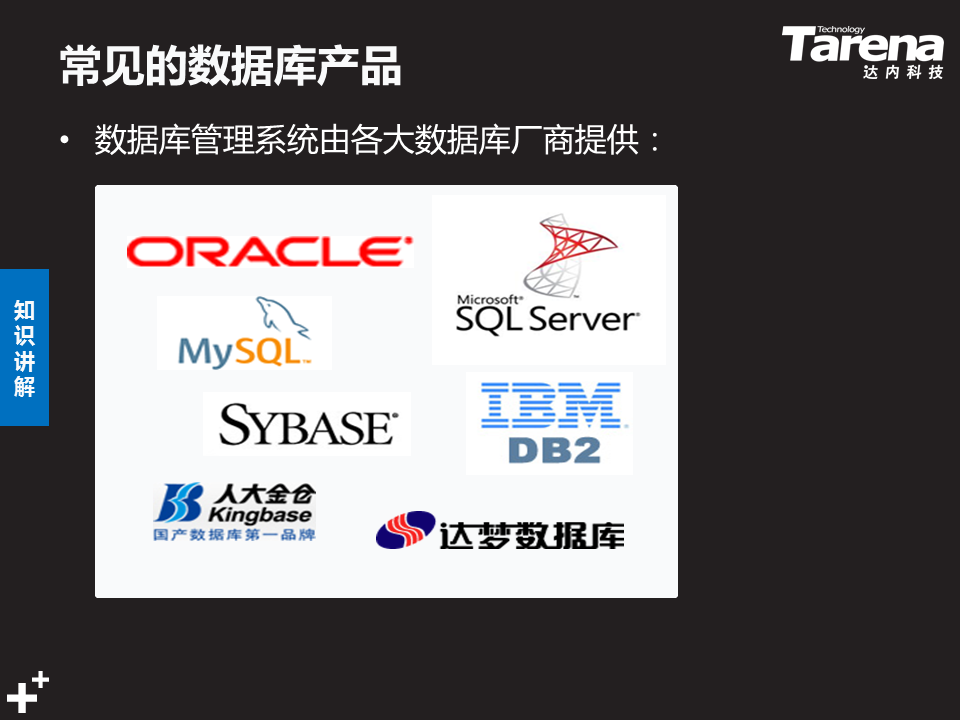 常见的数据库产品
Technology
Tarena
达内科技
• 数据库管理系统由各大数据库厂商提供：
知识讲解
ORACLE®
Microsoft®
SQL Server®
MySQL™
SYBASE®
IBM®
DB2
人大金仓
Kingbase
国产数据库第一品牌
达梦数据库